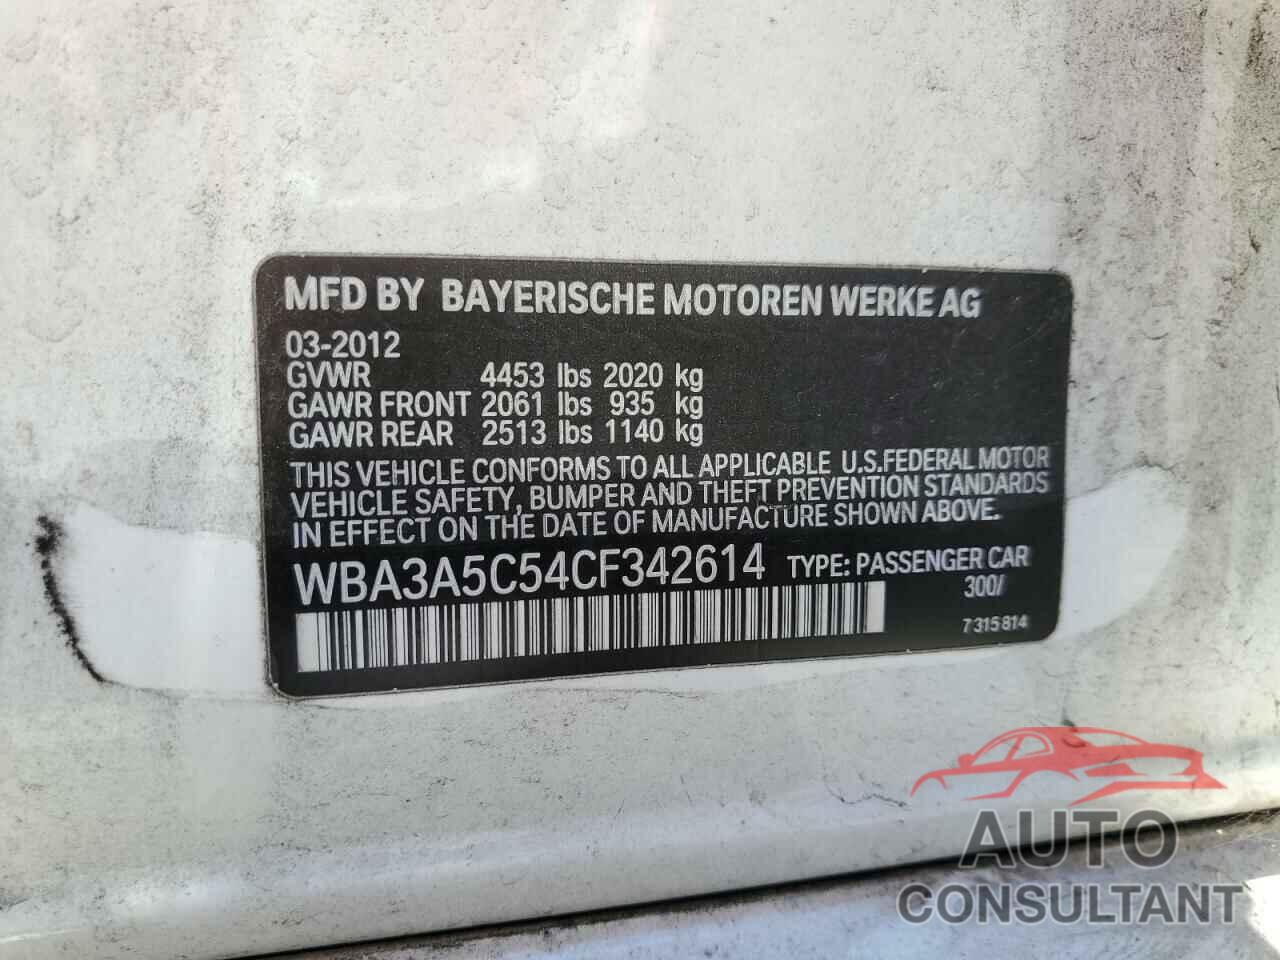 MFD BY BAYERISCHE MOTOREN WERKE AG
03-2012
GVWR 4453 lbs 2020 kg
GAWR FRONT 2061 lbs 935 kg
GAWR REAR 2513 lbs 1140 kg
THIS VEHICLE CONFORMS TO ALL APPLICABLE U.S.FEDERAL MOTOR
VEHICLE SAFETY, BUMPER AND THEFT PREVENTION STANDARDS
IN EFFECT ON THE DATE OF MANUFACTURE SHOWN ABOVE.
WBA3A5C54CF342614 TYPE: PASSENGER CAR
300/
7315814
AUTO
CONSULTANT